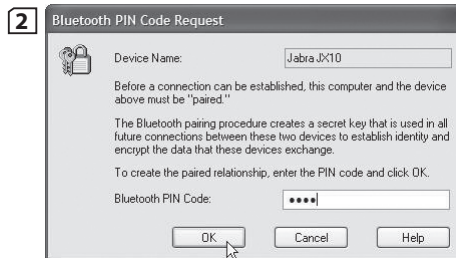 2
Bluetooth PIN Code Request
Device Name: Jabra JX10
Before a connection can be established, this computer and the device
above must be "paired."
The Bluetooth pairing procedure creates a secret key that is used in all
future connections between these two devices to establish identity and
encrypt the data that these devices exchange.
To create the paired relationship, enter the PIN code and click OK.
Bluetooth PIN Code: ••••
OK Cancel Help